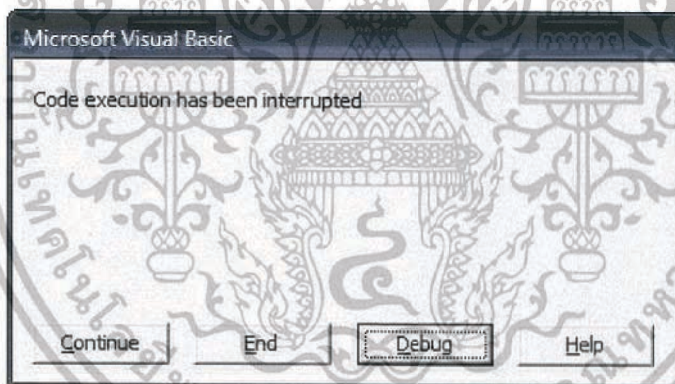 Microsoft Visual Basic
Code execution has been interrupted
Continue
End
Debug
Help